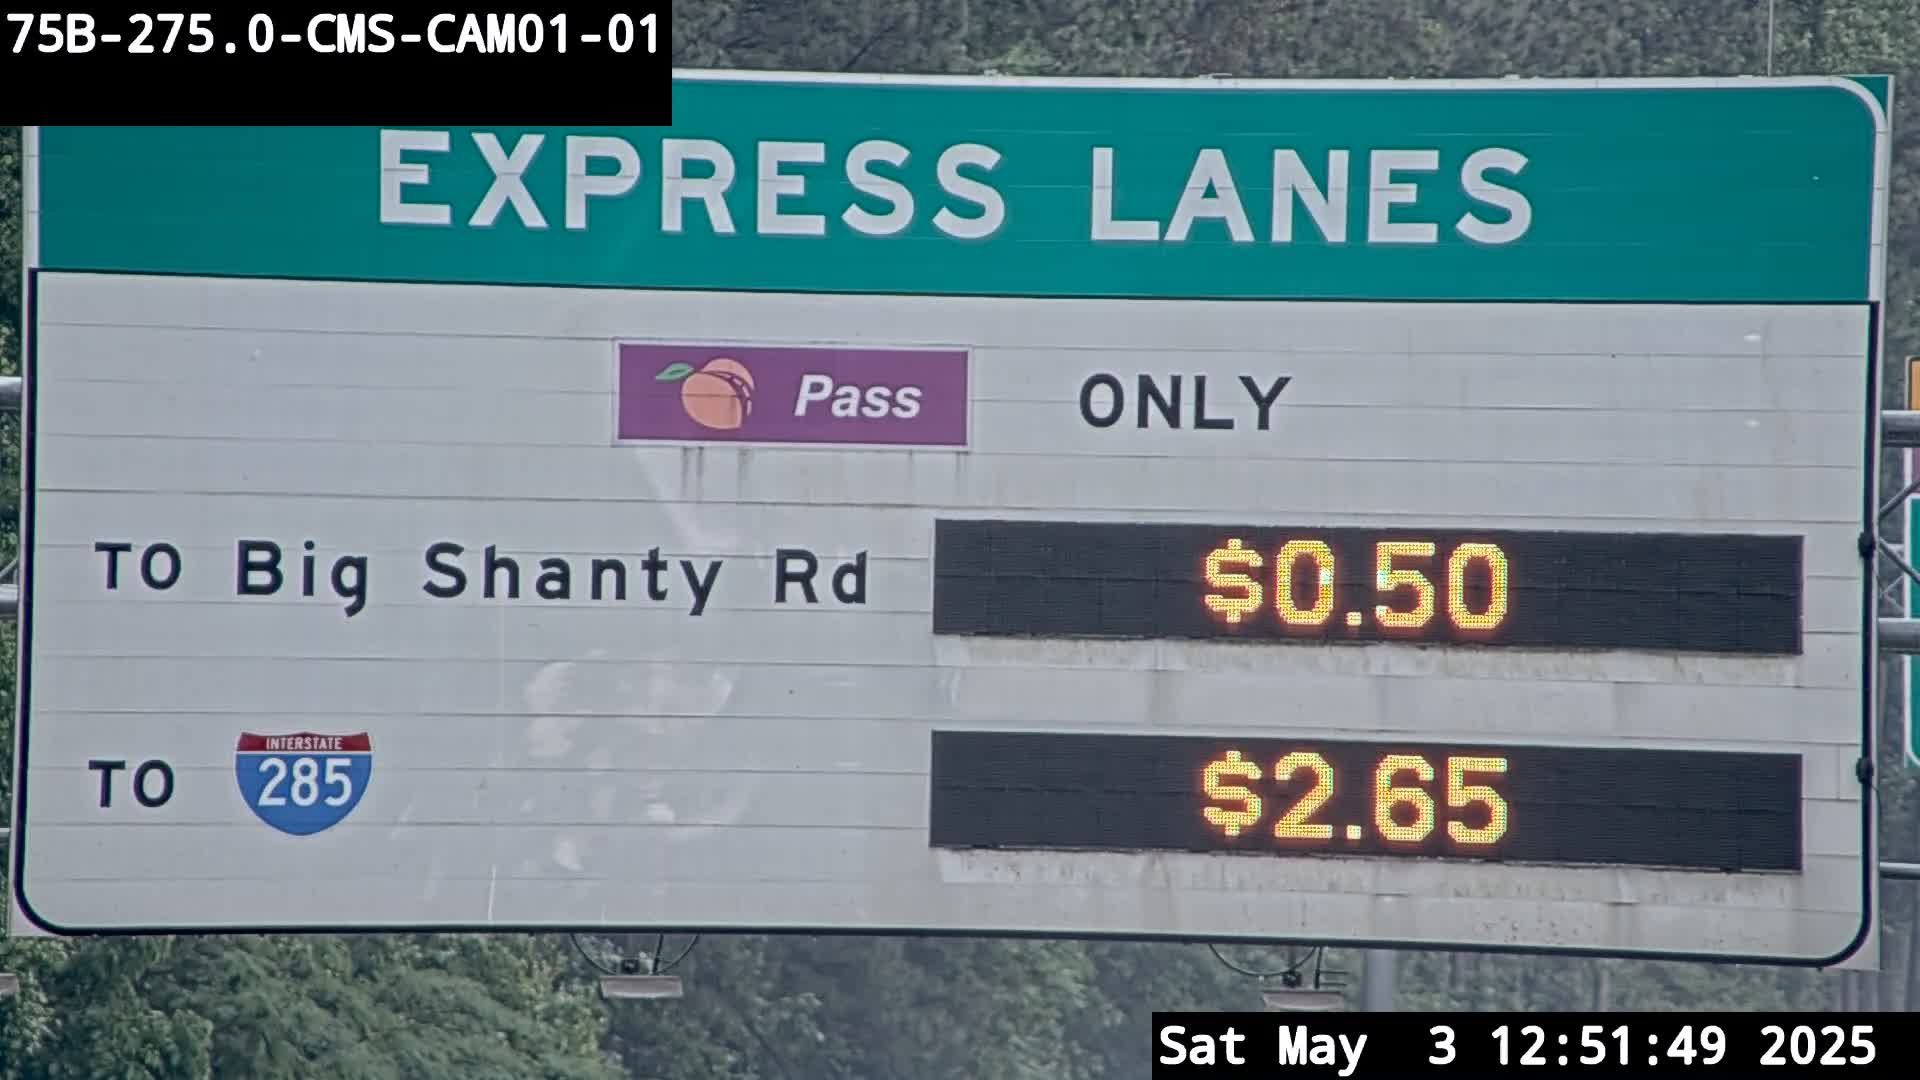 75B-275.0-CMS-CAM01-01
EXPRESS LANES
Pass ONLY
TO Big Shanty Rd $0.50
INTERSTATE
TO 285 $2.65
Sat May 3 12:51:49 2025